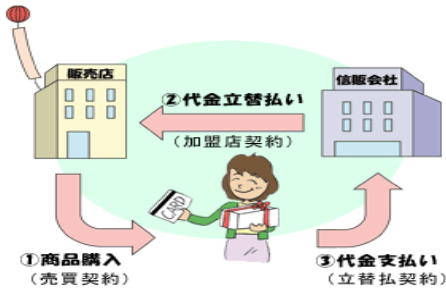 販売店
信販会社
②代金立替払い
(加盟店契約)
CARD
①商品購入
(売買契約)
③代金支払い
(立替払契約)